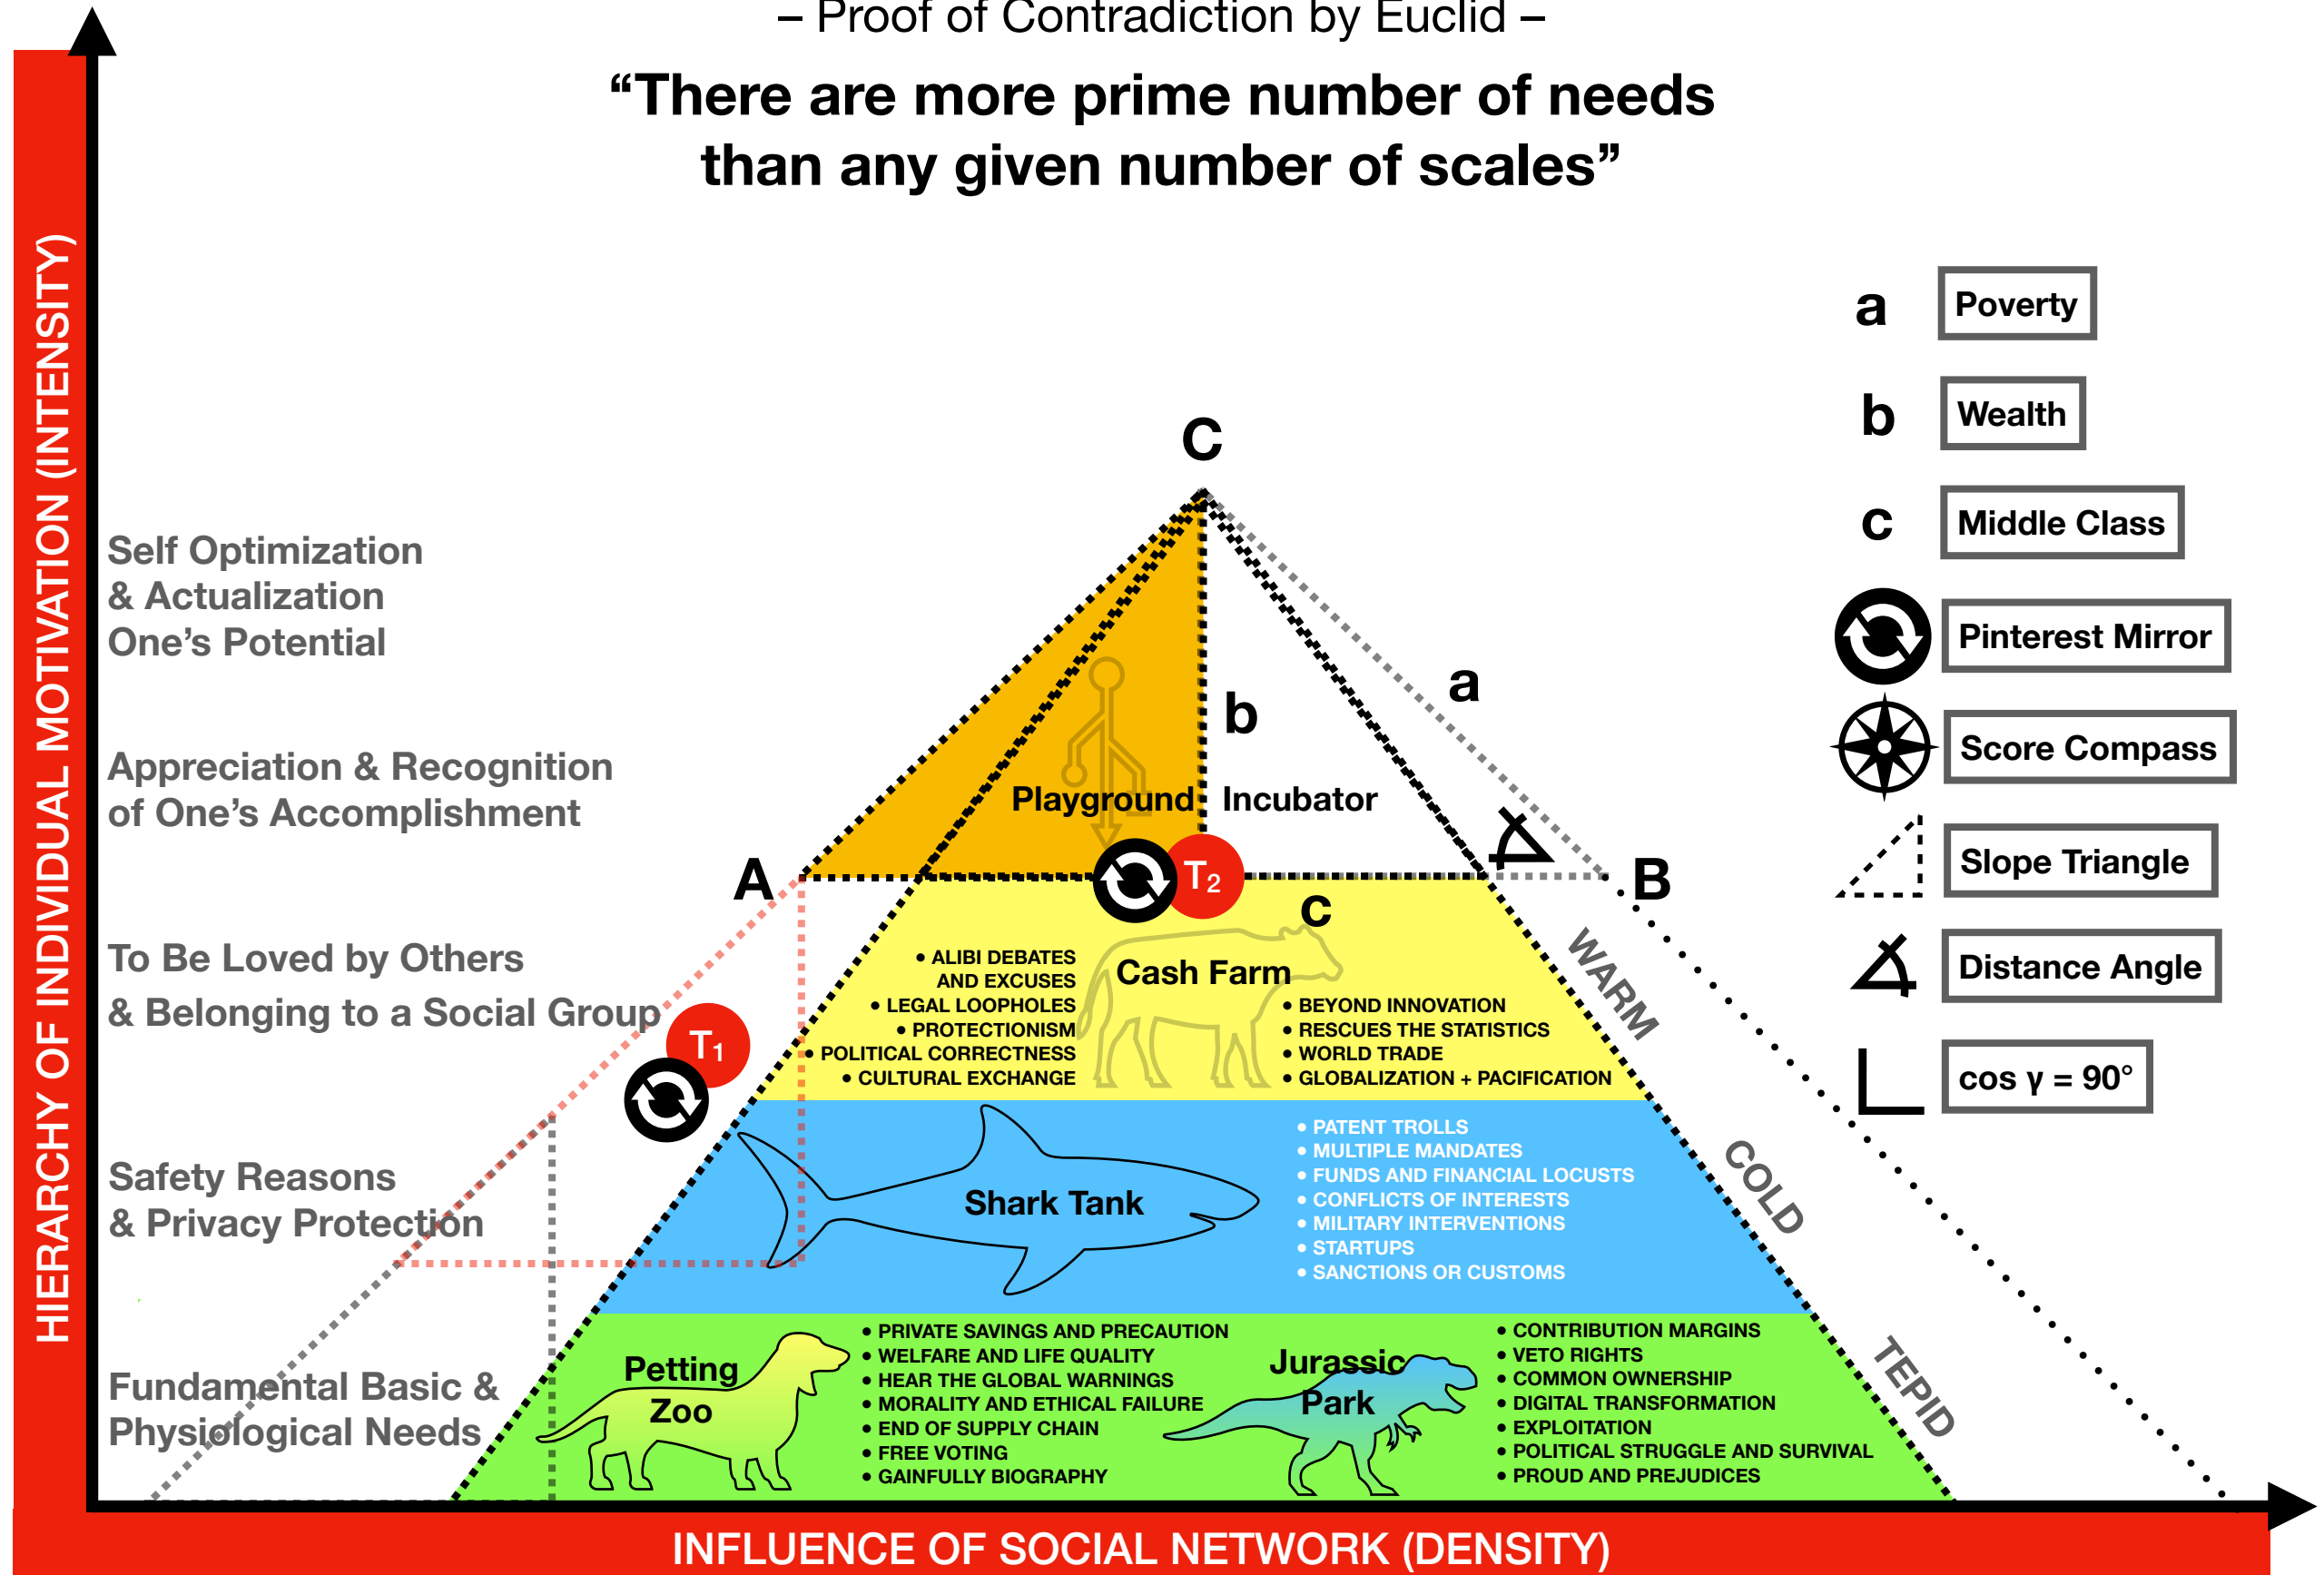 – Proof of Contradiction by Euclid –
“There are more prime number of needs
than any given number of scales”
HIERARCHY OF INDIVIDUAL MOTIVATION (INTENSITY)
Self Optimization
& Actualization
One’s Potential
Appreciation & Recognition
of One’s Accomplishment
To Be Loved by Others
& Belonging to a Social Group
Safety Reasons
& Privacy Protection
Fundamental Basic &
Physiological Needs
C
a
b
Playground
Incubator
A
T2
B
c
T1
Cash Farm
• ALIBI DEBATES
AND EXCUSES
• LEGAL LOOPHOLES
• PROTECTIONISM
• POLITICAL CORRECTNESS
• CULTURAL EXCHANGE
• BEYOND INNOVATION
• RESCUES THE STATISTICS
• WORLD TRADE
• GLOBALIZATION + PACIFICATION
WARM
Shark Tank
• PATENT TROLLS
• MULTIPLE MANDATES
• FUNDS AND FINANCIAL LOCUSTS
• CONFLICTS OF INTERESTS
• MILITARY INTERVENTIONS
• STARTUPS
• SANCTIONS OR CUSTOMS
COLD
Petting
Zoo
• PRIVATE SAVINGS AND PRECAUTION
• WELFARE AND LIFE QUALITY
• HEAR THE GLOBAL WARNINGS
• MORALITY AND ETHICAL FAILURE
• END OF SUPPLY CHAIN
• FREE VOTING
• GAINFULLY BIOGRAPHY
Jurassic
Park
• CONTRIBUTION MARGINS
• VETO RIGHTS
• COMMON OWNERSHIP
• DIGITAL TRANSFORMATION
• EXPLOITATION
• POLITICAL STRUGGLE AND SURVIVAL
• PROUD AND PREJUDICES
TEPID
a Poverty
b Wealth
c Middle Class
Pinterest Mirror
Score Compass
Slope Triangle
Distance Angle
cos γ = 90°
INFLUENCE OF SOCIAL NETWORK (DENSITY)